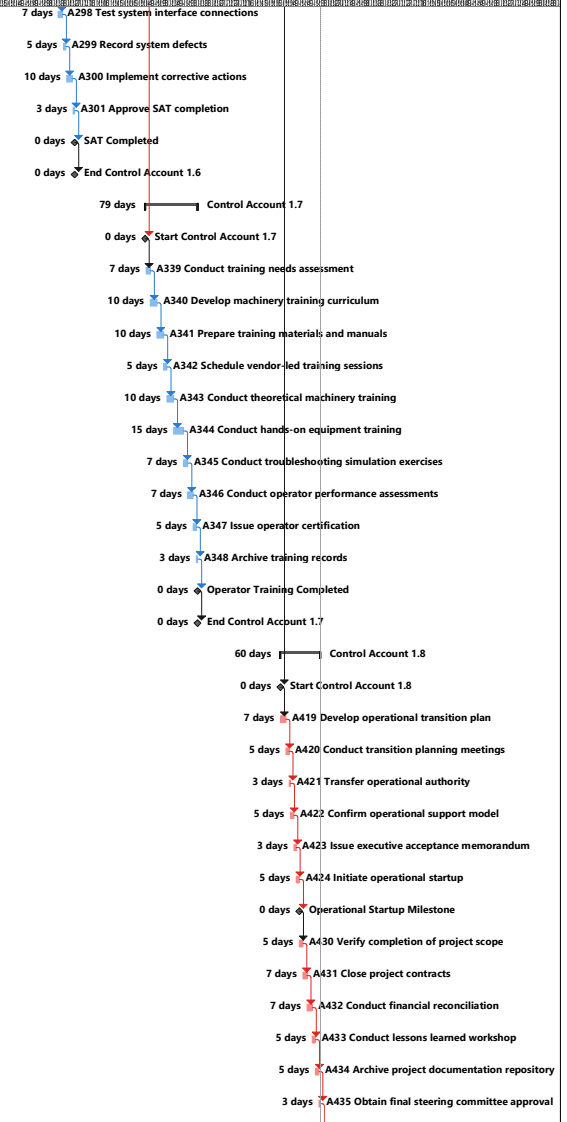 7 days A298 Test system interface connections
5 days A299 Record system defects
10 days A300 Implement corrective actions
3 days A301 Approve SAT completion
0 days SAT Completed
0 days End Control Account 1.6
79 days Control Account 1.7
0 days Start Control Account 1.7
7 days A339 Conduct training needs assessment
10 days A340 Develop machinery training curriculum
10 days A341 Prepare training materials and manuals
5 days A342 Schedule vendor-led training sessions
10 days A343 Conduct theoretical machinery training
15 days A344 Conduct hands-on equipment training
7 days A345 Conduct troubleshooting simulation exercises
7 days A346 Conduct operator performance assessments
5 days A347 Issue operator certification
3 days A348 Archive training records
0 days Operator Training Completed
0 days End Control Account 1.7
60 days Control Account 1.8
0 days Start Control Account 1.8
7 days A419 Develop operational transition plan
5 days A420 Conduct transition planning meetings
3 days A421 Transfer operational authority
5 days A422 Confirm operational support model
3 days A423 Issue executive acceptance memorandum
5 days A424 Initiate operational startup
0 days Operational Startup Milestone
5 days A430 Verify completion of project scope
7 days A431 Close project contracts
7 days A432 Conduct financial reconciliation
5 days A433 Conduct lessons learned workshop
5 days A434 Archive project documentation repository
3 days A435 Obtain final steering committee approval